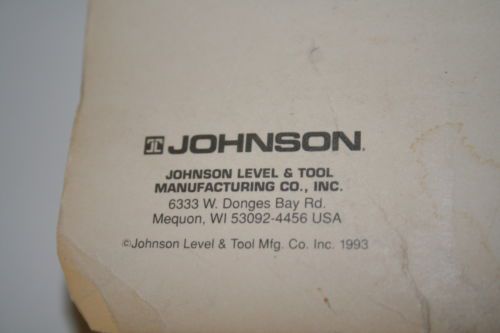 JOHNSON.
JOHNSON LEVEL & TOOL
MANUFACTURING CO., INC.
6333 W. Donges Bay Rd.
Mequon, WI 53092-4456 USA
©Johnson Level & Tool Mfg. Co. Inc. 1993